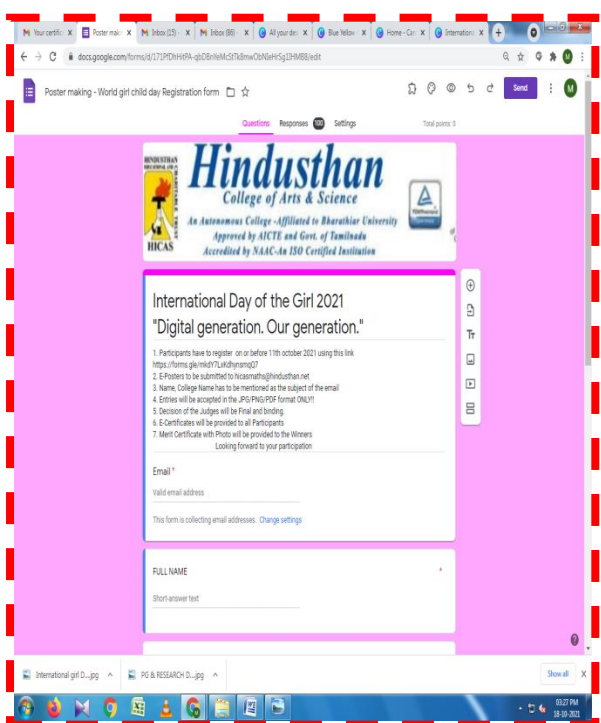 Your certific X Poster maki X Inbox (15) - X Inbox (86) - X All your de X Blue Yellow X Home - Ca X Internation X +
docs.google.com/forms/d/
/edit
Poster making - World girl child day Registration form
Send
M
Questions Responses 100 Settings
Total points: 0
HINDUSTHAN
HICAS
Hindusthan
College of Arts & Science
An Autonomous College -Affiliated to Bharathiar University
Approved by AICTE and Govt. of Tamilnadu
Accredited by NAAC-An ISO Certified Institution
International Day of the Girl 2021
"Digital generation. Our generation."
1. Participants have to register on or before 11th october 2021 using this link
https://forms.gle/mkdY7LxKdhynsmqQ7
2. E-Posters to be submitted to hicasmaths@hindusthan.net
3. Name, College Name has to be mentioned as the subject of the email
4. Entries will be accepted in the JPG/PNG/PDF format ONLY!!
5. Decision of the Judges will be Final and binding.
6. E-Certificates will be provided to all Participants
7. Merit Certificate with Photo will be provided to the Winners
Looking forward to your participation
Email *
Valid email address
This form is collecting email addresses. Change settings
FULL NAME *
Short-answer text
International girl D....jpg
PG & RESEARCH D....jpg
Show all X
03:27 PM
18-10-2021